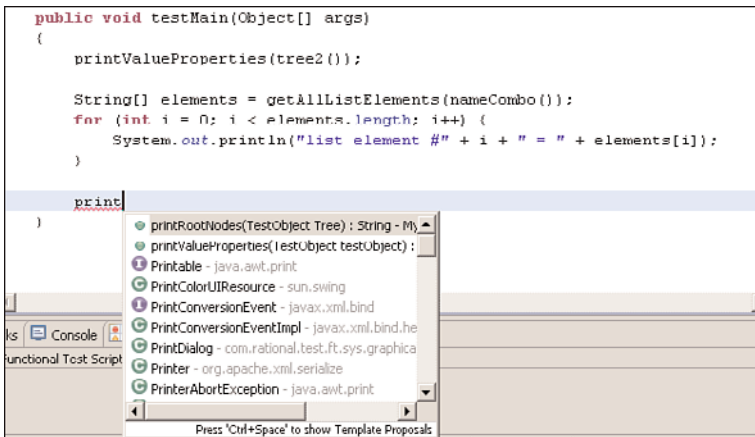 public void testMain(Object[] args)
{
printValueProperties(tree2());
String[] elements = getAllListElements(nameCombo());
for (int i = 0; i < elements.length; i++) {
System.out.println("list element #" + i + " = " + elements[i]);
}
print
}
printRootNodes(TestObject Tree) : String - My
printValueProperties(TestObject testObject) :
Printable - java.awt.print
PrintColorUIResource - sun.swing
PrintConversionEvent - javax.xml.bind
PrintConversionEventImpl - javax.xml.bind.he
PrintDialog - com.rational.test.ft.sys.graphica
Printer - org.apache.xml.serialize
PrinterAbortException - java.awt.print
Press 'Ctrl+Space' to show Template Proposals
ks Console
Functional Test Script